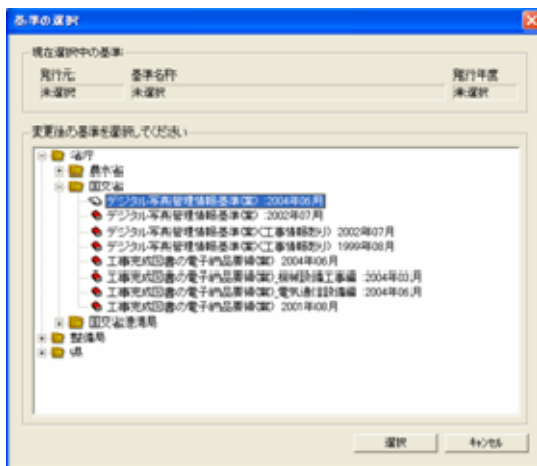 基準の選択
現在選択中の基準
発行元 基準名称 発行年度
未選択 未選択 未選択
変更後の基準を選択してください
省庁
農水省
国交省
デジタル写真管理情報基準(案) :2004年06月
デジタル写真管理情報基準(案) :2002年07月
デジタル写真管理情報基準(案)(工事情報あり) :2002年07月
デジタル写真管理情報基準(案)(工事情報あり) :1999年08月
工事完成図書の電子納品要領(案) :2004年06月
工事完成図書の電子納品要領(案)_機械設備工事編 :2004年03月
工事完成図書の電子納品要領(案)_電気通信設備編 :2004年06月
工事完成図書の電子納品要領(案) :2001年08月
国交省港湾局
整備局
県
選択 キャンセル